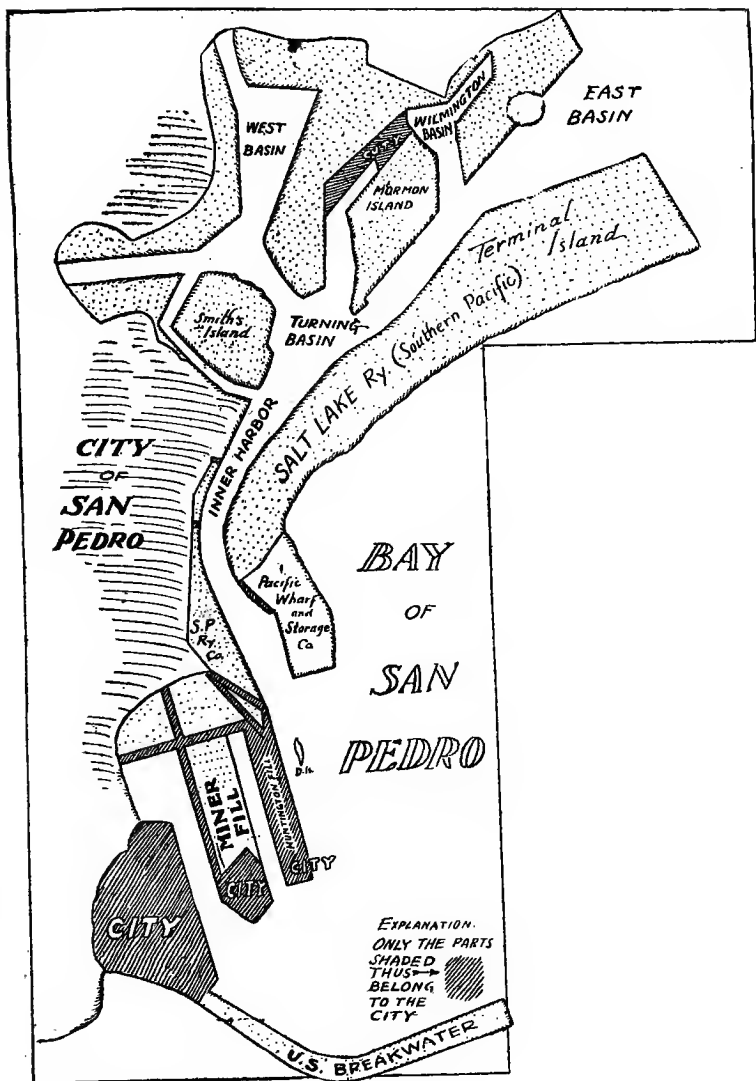 WEST
BASIN
WILMINGTON
BASIN
EAST
BASIN
MORMON
ISLAND
Terminal
Island
Smith's
Island
TURNING
BASIN
SALT LAKE Ry. (Southern Pacific)
INNER HARBOR
CITY
OF
SAN
PEDRO
BAY
OF
SAN
PEDRO
Pacific
Wharf
and
Storage
Co
S.P
Ry.
Co.
D.Is.
MINER
FILL
HUNTINGTON FILL
CITY
CITY
CITY
EXPLANATION.
ONLY THE PARTS
SHADED
THUS
BELONG
TO THE
CITY
U.S. BREAKWATER